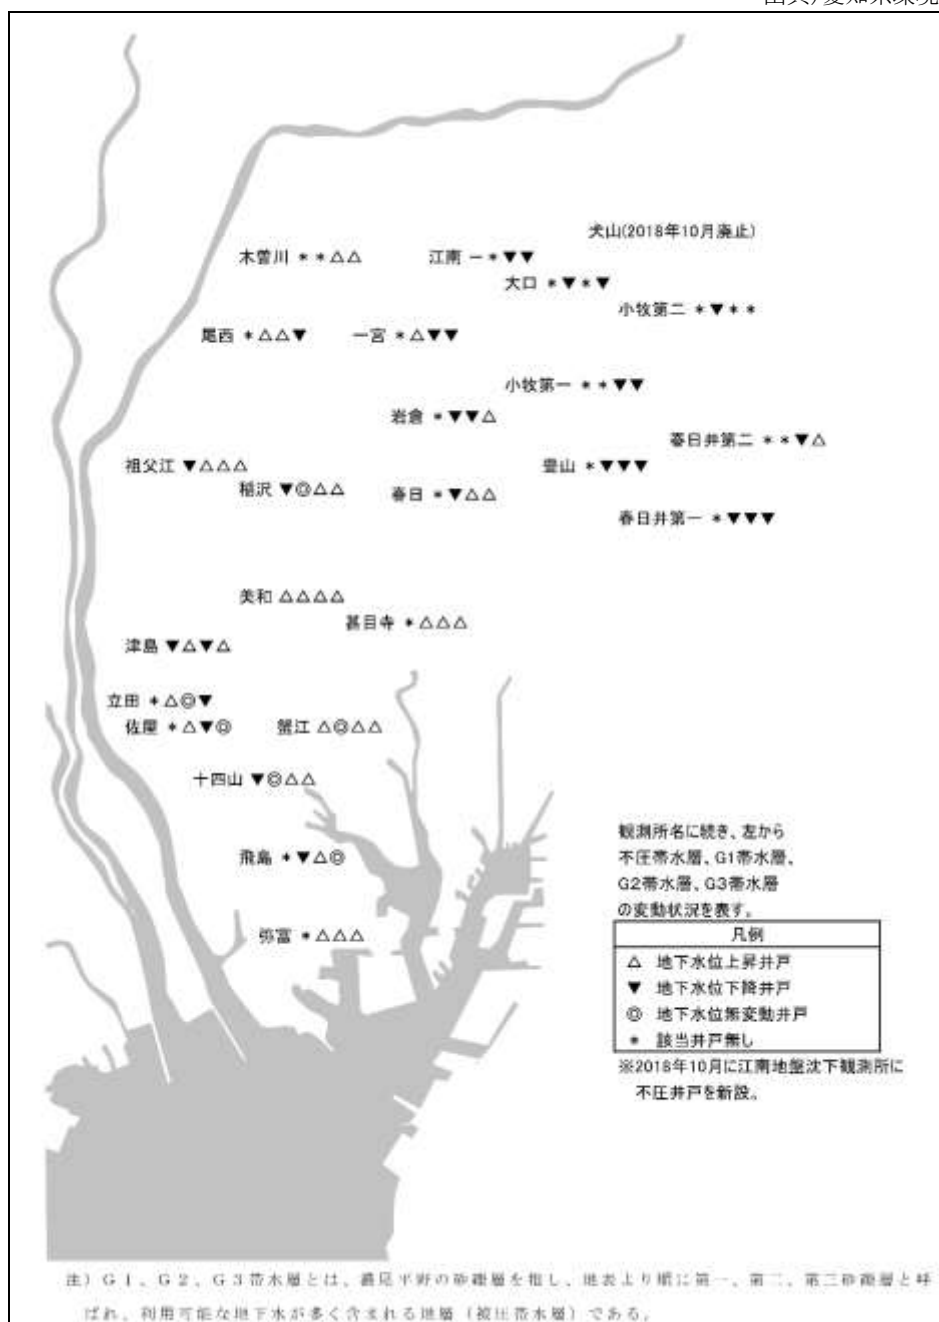 犬山(2018年10月廃止)
木曽川 * * △ △
江南 － * ▼ ▼
大口 * ▼ * ▼
小牧第二 * ▼ * *
尾西 * △ △ ▼
一宮 * △ ▼ ▼
小牧第一 * * ▼ ▼
岩倉 * ▼ ▼ △
春日井第二 * * ▼ △
祖父江 ▼ △ △ △
豊山 * ▼ ▼ ▼
稲沢 ▼ ◎ △ △
春日 * ▼ △ △
春日井第一 * ▼ ▼ ▼
美和 △ △ △ △
甚目寺 * △ △ △
津島 ▼ △ ▼ △
立田 * △ ◎ ▼
佐屋 * △ ▼ ◎
蟹江 △ ◎ △ △
十四山 ▼ ◎ △ △
飛島 * ▼ △ ◎
弥富 * △ △ △
観測所名に続き、左から
不圧帯水層、G1帯水層、
G2帯水層、G3帯水層
の変動状況を表す。
凡例
△ 地下水位上昇井戸
▼ 地下水位下降井戸
◎ 地下水位無変動井戸
* 該当井戸無し
※2018年10月に江南地盤沈下観測所に
不圧井戸を新設。
注）Ｇ１、Ｇ２、Ｇ３帯水層とは、濃尾平野の砂礫層を指し、地表より順に第一、第二、第三砂礫層と呼
ばれ、利用可能な地下水が多く含まれる地層（被圧帯水層）である。